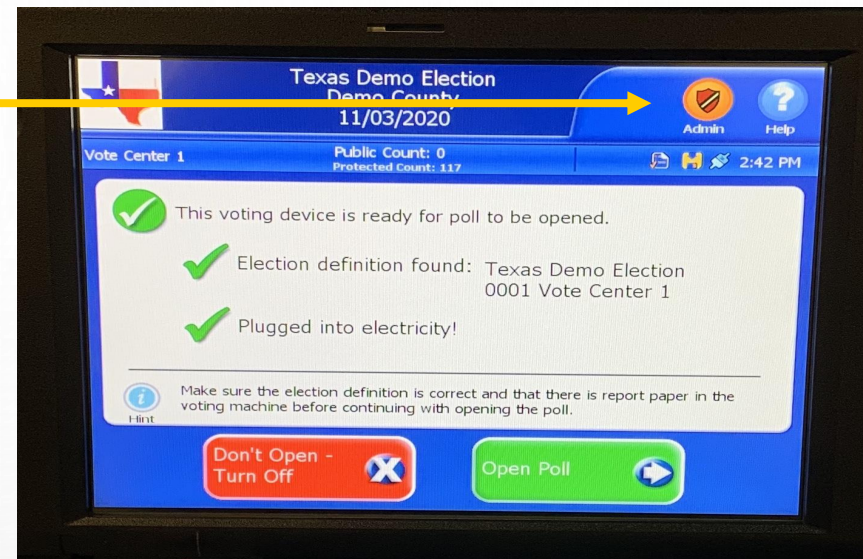 Texas Demo Election
Demo County
11/03/2020
Admin
Help
Vote Center 1
Public Count: 0
Protected Count: 117
2:42 PM
This voting device is ready for poll to be opened.
Election definition found: Texas Demo Election
0001 Vote Center 1
Plugged into electricity!
Hint
Make sure the election definition is correct and that there is report paper in the
voting machine before continuing with opening the poll.
Don't Open -
Turn Off
Open Poll